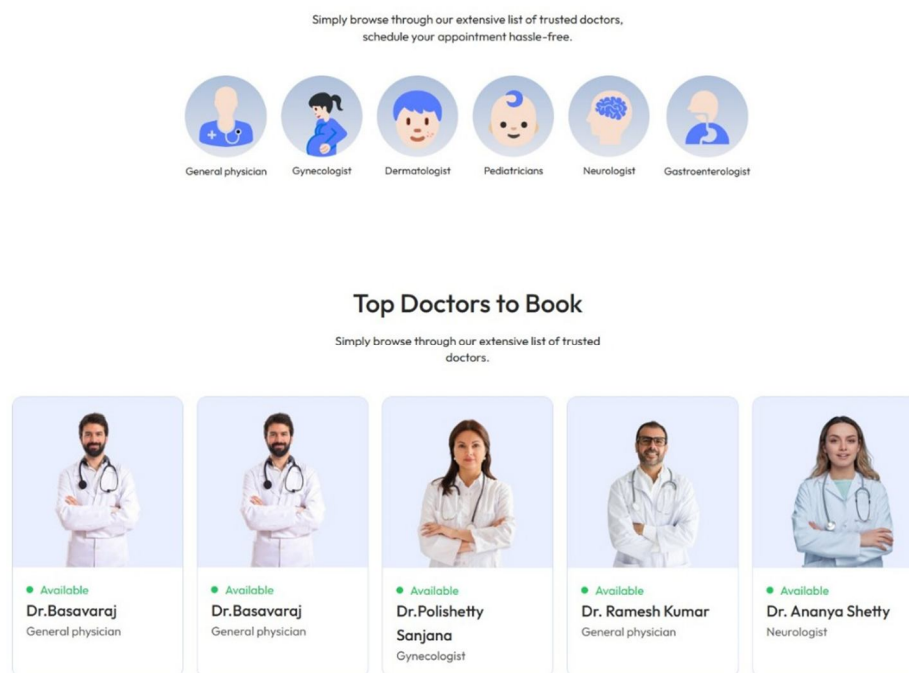 Simply browse through our extensive list of trusted doctors,
schedule your appointment hassle-free.
General physician
Gynecologist
Dermatologist
Pediatricians
Neurologist
Gastroenterologist
Top Doctors to Book
Simply browse through our extensive list of trusted
doctors.
Available
Dr.Basavaraj
General physician
Available
Dr.Basavaraj
General physician
Available
Dr.Polishetty
Sanjana
Gynecologist
Available
Dr. Ramesh Kumar
General physician
Available
Dr. Ananya Shetty
Neurologist